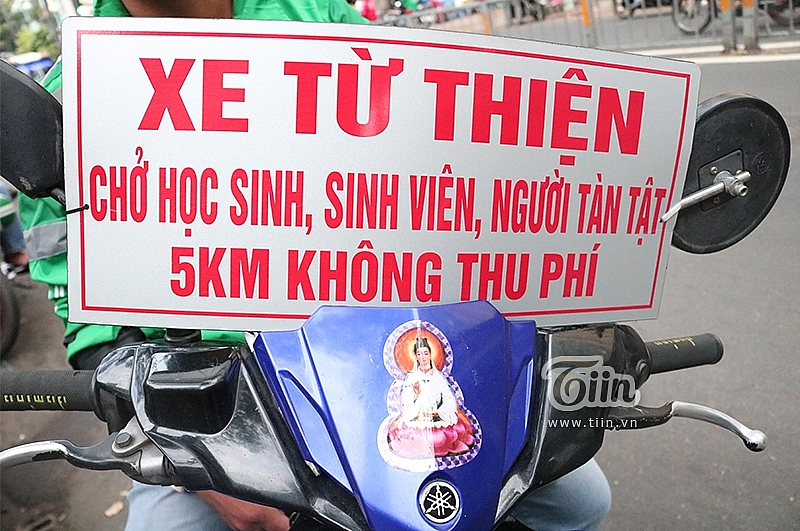 XE TỪ THIỆN
CHỞ HỌC SINH, SINH VIÊN, NGƯỜI TÀN TẬT
5KM KHÔNG THU PHÍ
Tiin
www.tiin.vn
domino